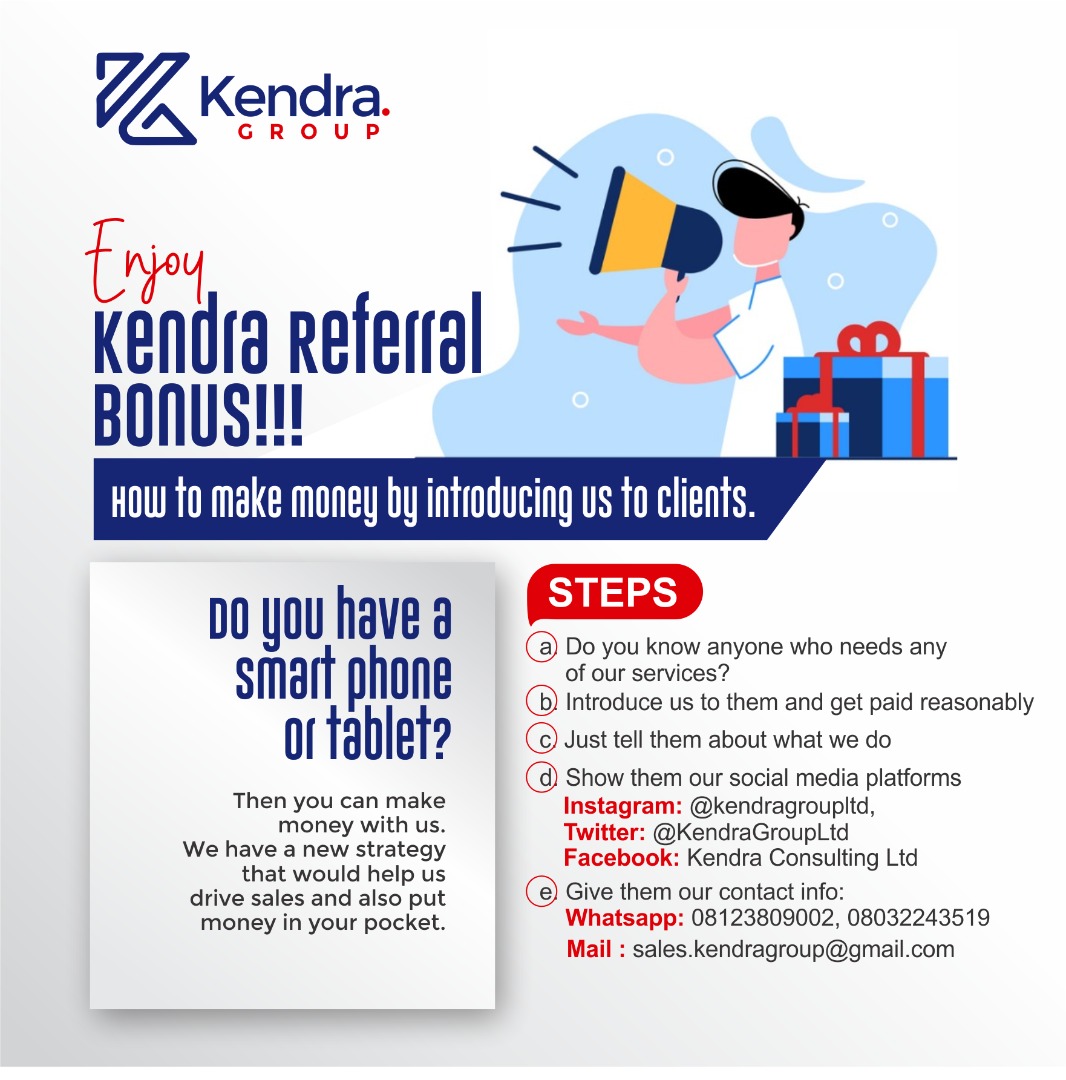 Kendra.
GROUP
Enjoy
Kendra Referral
BONUS!!!
How to make money by introducing us to clients.
Do you have a
smart phone
or tablet?
Then you can make
money with us.
We have a new strategy
that would help us
drive sales and also put
money in your pocket.
STEPS
a. Do you know anyone who needs any
of our services?
b. Introduce us to them and get paid reasonably
c. Just tell them about what we do
d. Show them our social media platforms
Instagram: @kendragroupltd,
Twitter: @KendraGroupLtd
Facebook: Kendra Consulting Ltd
e. Give them our contact info:
Whatsapp: 08123809002, 08032243519
Mail : sales.kendragroup@gmail.com